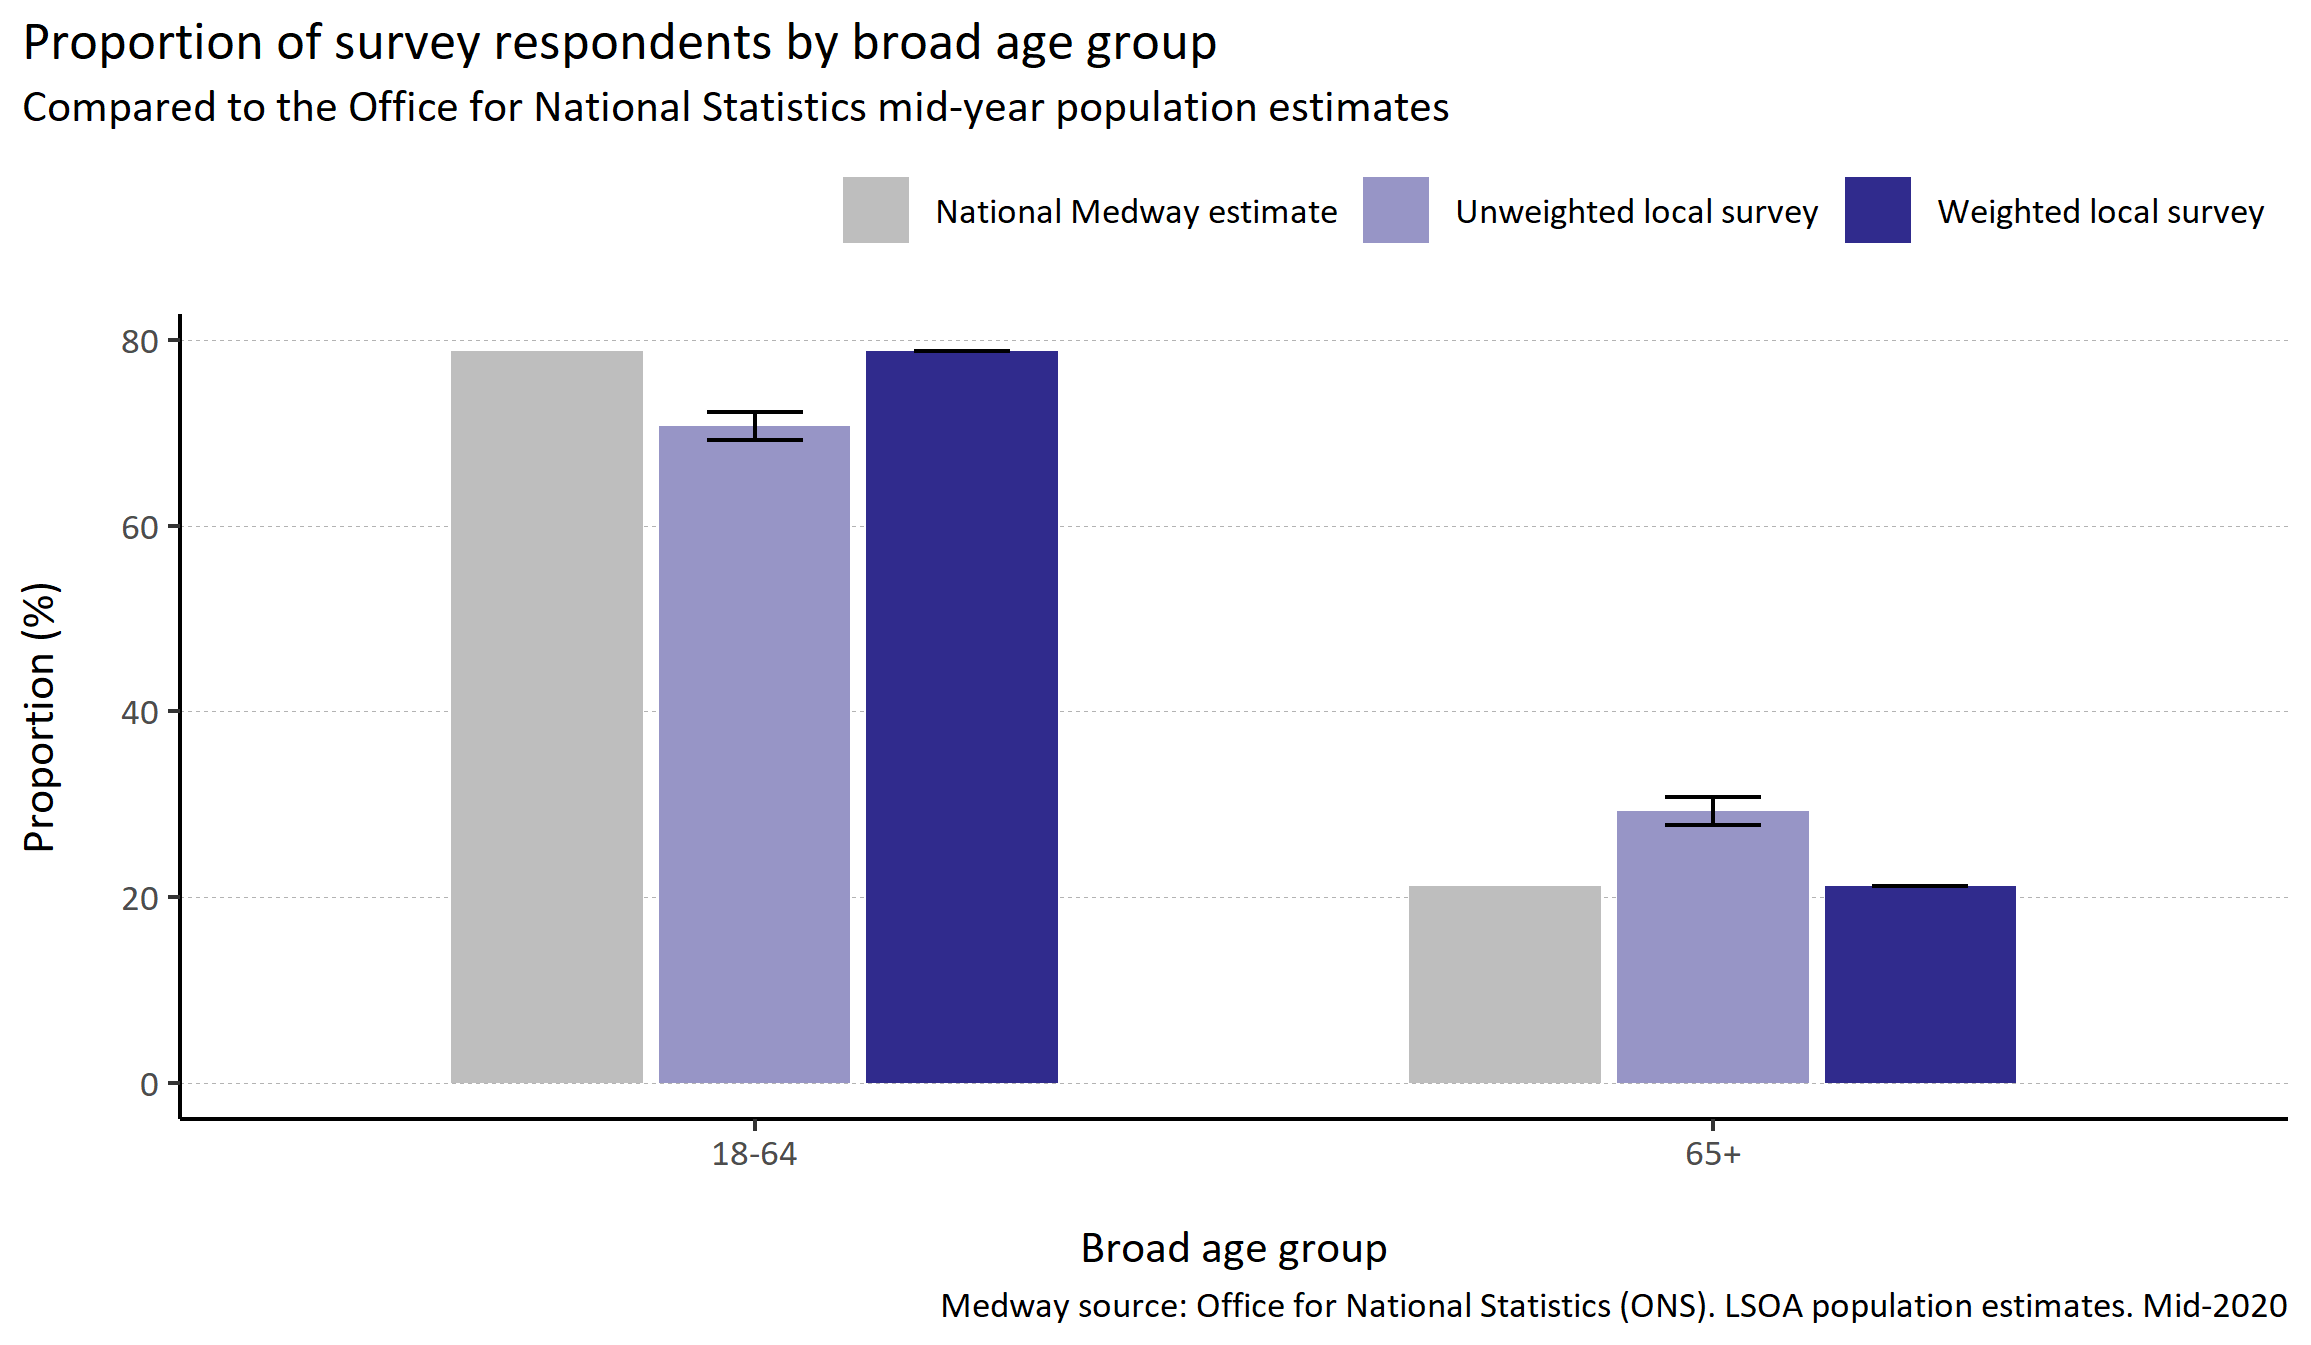 Proportion of survey respondents by broad age group
Compared to the Office for National Statistics mid-year population estimates
National Medway estimate
Unweighted local survey
Weighted local survey
Proportion (%)
80
60
40
20
0
18-64
65+
Broad age group
Medway source: Office for National Statistics (ONS). LSOA population estimates. Mid-2020